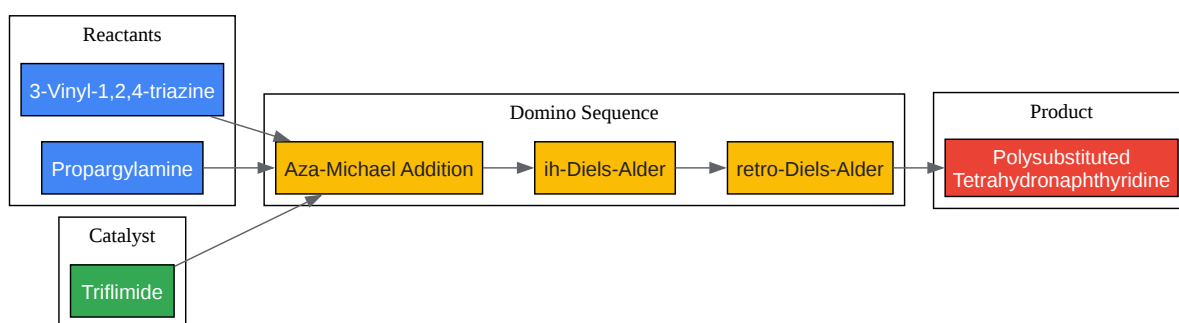 Reactants
3-Vinyl-1,2,4-triazine
Propargylamine
Catalyst
Triflimide
Domino Sequence
Aza-Michael Addition
ih-Diels-Alder
retro-Diels-Alder
Product
Polysubstituted
Tetrahydronaphthyridine